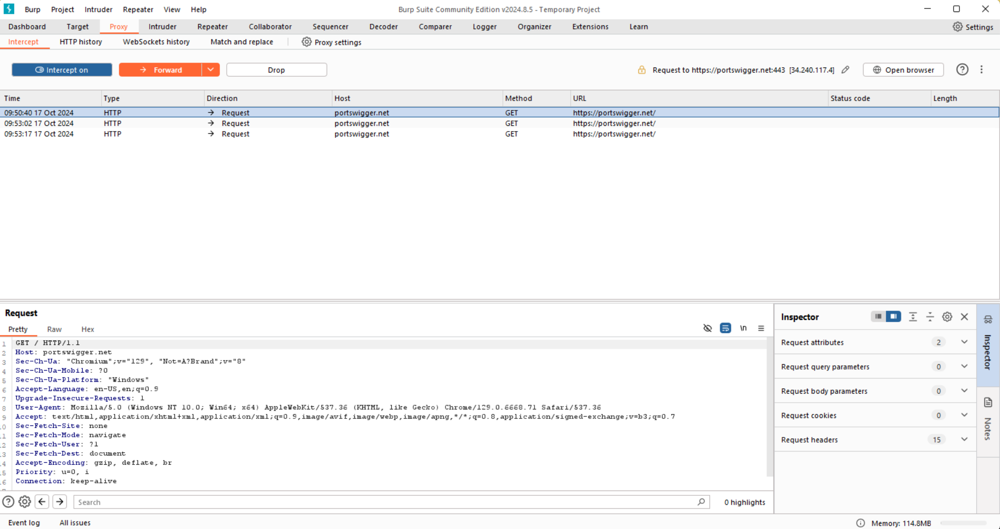 Burp Project Intruder Repeater View Help Burp Suite Community Edition v2024.8.5 - Temporary Project
Dashboard Target Proxy Intruder Repeater Collaborator Sequencer Decoder Comparer Logger Organizer Extensions Learn Settings
Intercept HTTP history WebSockets history Match and replace Proxy settings
Intercept on Forward Drop Request to https://portswigger.net:443 [34.240.117.4] Open browser
Time Type Direction Host Method URL Status code Length
09:50:40 17 Oct 2024 HTTP → Request portswigger.net GET https://portswigger.net/
09:53:02 17 Oct 2024 HTTP → Request portswigger.net GET https://portswigger.net/
09:53:17 17 Oct 2024 HTTP → Request portswigger.net GET https://portswigger.net/
Request
Pretty Raw Hex \n
1 GET / HTTP/1.1
2 Host: portswigger.net
3 Sec-Ch-Ua: "Chromium";v="129", "Not=A?Brand";v="8"
4 Sec-Ch-Ua-Mobile: ?0
5 Sec-Ch-Ua-Platform: "Windows"
6 Accept-Language: en-US,en;q=0.9
7 Upgrade-Insecure-Requests: 1
8 User-Agent: Mozilla/5.0 (Windows NT 10.0; Win64; x64) AppleWebKit/537.36 (KHTML, like Gecko) Chrome/129.0.6668.71 Safari/537.36
9 Accept: text/html,application/xhtml+xml,application/xml;q=0.9,image/avif,image/webp,image/apng,*/*;q=0.8,application/signed-exchange;v=b3;q=0.7
10 Sec-Fetch-Site: none
11 Sec-Fetch-Mode: navigate
12 Sec-Fetch-User: ?1
13 Sec-Fetch-Dest: document
14 Accept-Encoding: gzip, deflate, br
15 Priority: u=0, i
16 Connection: keep-alive
Search 0 highlights
Inspector
Request attributes 2
Request query parameters 0
Request body parameters 0
Request cookies 0
Request headers 15
Inspector
Notes
Event log All issues Memory: 114.8MB